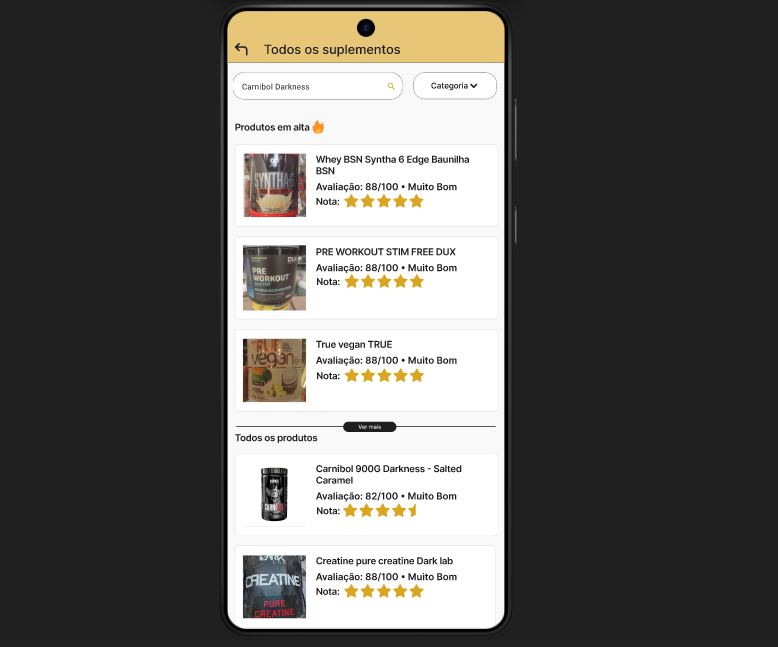 Todos os suplementos
Carnibol Darkness
Categoria
Produtos em alta
SYNTHA-6
Whey BSN Syntha 6 Edge Baunilha
BSN
Avaliação: 88/100 • Muito Bom
Nota:
PRE
WORKOUT
PRE WORKOUT STIM FREE DUX
Avaliação: 88/100 • Muito Bom
Nota:
TRUE
vegan
True vegan TRUE
Avaliação: 88/100 • Muito Bom
Nota:
Ver mais
Todos os produtos
Carnibol 900G Darkness - Salted
Caramel
Avaliação: 82/100 • Muito Bom
Nota:
DARK
CREATINE
PURE
CREATINE
Creatine pure creatine Dark lab
Avaliação: 88/100 • Muito Bom
Nota: